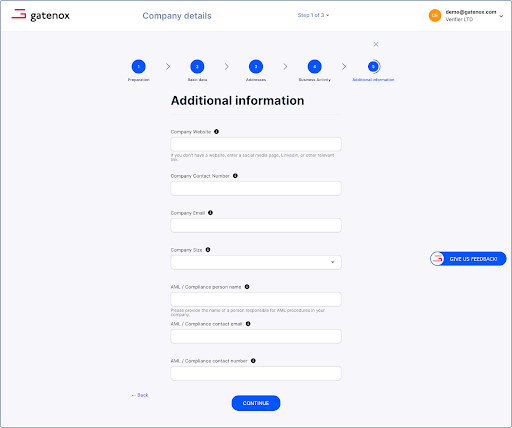 gatenox
Company details
Step 1 of 3
De
demo@gatenox.com
Verifier LTD
1
2
3
4
5
Preparation
Basic data
Addresses
Business Activity
Additional information
Additional information
Company Website
If you don't have a website, enter a social media page, LinkedIn, or other relevant
link.
Company Contact Number
Company Email
Company Size
GIVE US FEEDBACK!
AML / Compliance person name
Please provide the name of a person responsible for AML procedures in your
company.
AML / Compliance contact email
AML / Compliance contact number
← Back
CONTINUE